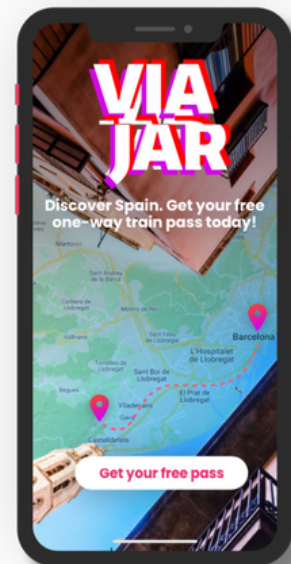 VIA
JAR
Discover Spain. Get your free
one-way train pass today!
Martorell
Sant Andreu
de la Barca
Corbera de
Llobregat
Molins de Rei
Vallirana
Sant Feliu
de Llobregat
Barcelona
L'Hospitalet
de Llobregat
Torrelles de
Llobregat
Sant Boi de
Llobregat
Begues
El Prat de
Llobregat
Viladecans
Gavà
Castelldefels
Get your free pass